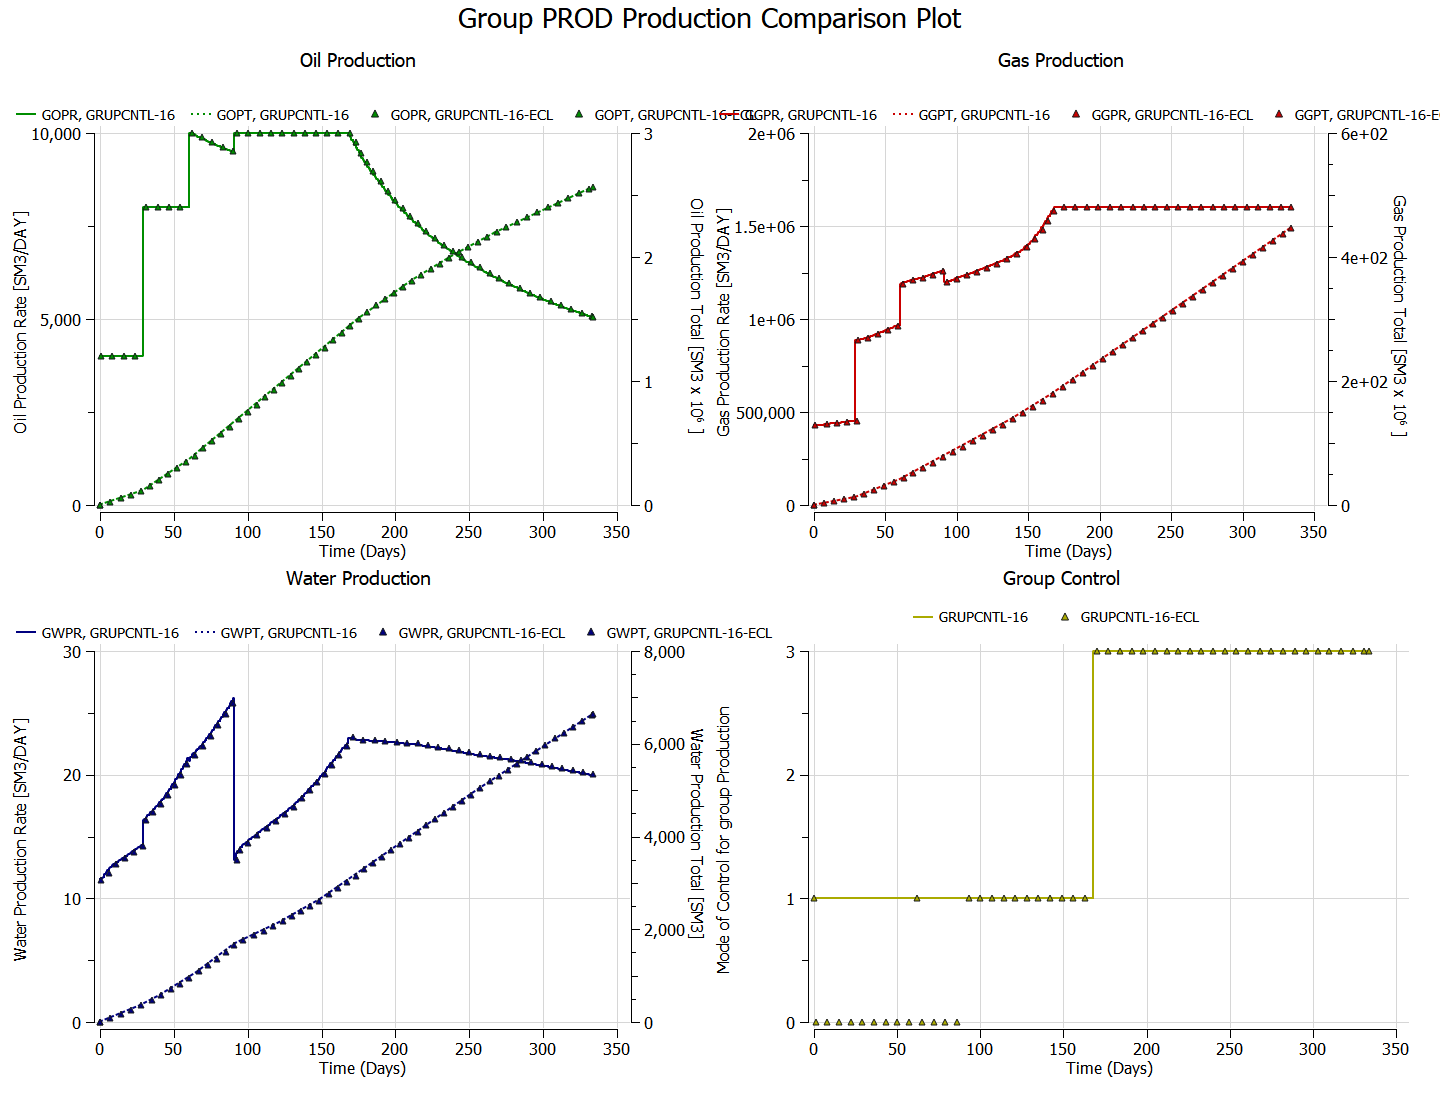 Group PROD Production Comparison Plot
Oil Production
GOPR, GRUPCNTL-16
GOPT, GRUPCNTL-16
GOPR, GRUPCNTL-16-ECL
GOPT, GRUPCNTL-16-ECL
10,000
5,000
0
Oil Production Rate [SM3/DAY]
3
2
1
0
Oil Production Total [SM3 x 10⁶ ]
0 50 100 150 200 250 300 350
Time (Days)
Gas Production
GGPR, GRUPCNTL-16
GGPT, GRUPCNTL-16
GGPR, GRUPCNTL-16-ECL
GGPT, GRUPCNTL-16-E
2e+06
1.5e+06
1e+06
500,000
0
Gas Production Rate [SM3/DAY]
6e+02
4e+02
2e+02
0
Gas Production Total [SM3 x 10⁶ ]
0 50 100 150 200 250 300 350
Time (Days)
Water Production
GWPR, GRUPCNTL-16
GWPT, GRUPCNTL-16
GWPR, GRUPCNTL-16-ECL
GWPT, GRUPCNTL-16-ECL
30
20
10
0
Water Production Rate [SM3/DAY]
8,000
6,000
4,000
2,000
0
Water Production Total [SM3]
0 50 100 150 200 250 300 350
Time (Days)
Group Control
GRUPCNTL-16
GRUPCNTL-16-ECL
3
2
1
0
Mode of Control for group Production
0 50 100 150 200 250 300 350
Time (Days)